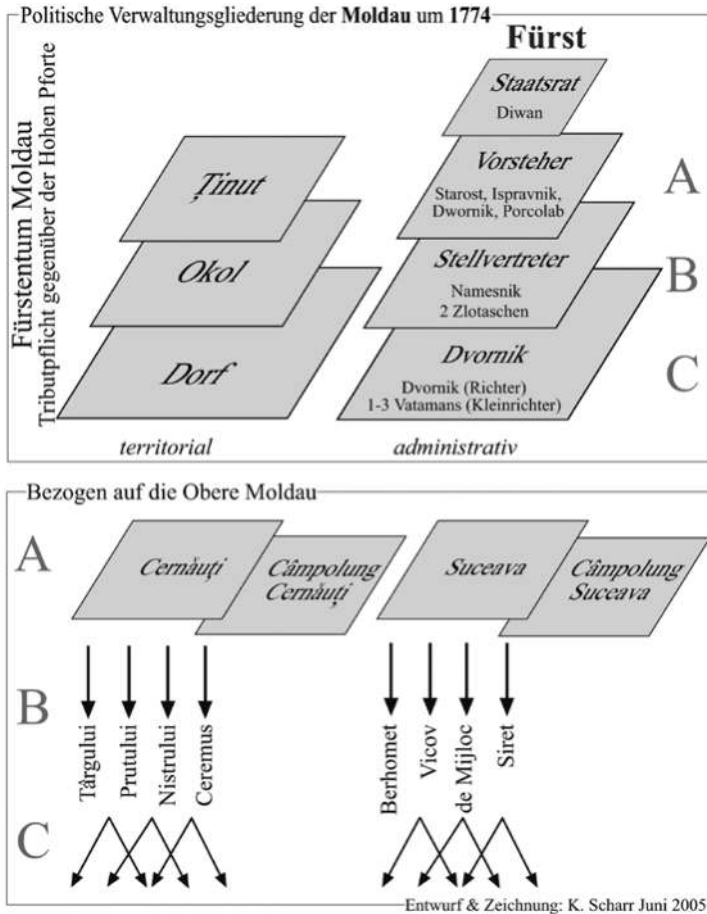 Politische Verwaltungsgliederung der Moldau um 1774
Fürstentum Moldau
Tributpflicht gegenüber der Hohen Pforte
Ținut
Okol
Dorf
territorial
Fürst
Staatsrat
Diwan
Vorsteher
Starost, Ispravnik,
Dwornik, Porcolab
Stellvertreter
Namesnik
2 Zlotaschen
Dvornik
Dvornik (Richter)
1-3 Vatamans (Kleinrichter)
administrativ
A
B
C
Bezogen auf die Obere Moldau
A
Cernăuți
Câmpolung
Cernăuți
Suceava
Câmpolung
Suceava
B
Târgului
Prutului
Nistrului
Ceremus
Berhomet
Vicov
de Mijloc
Siret
C
Entwurf & Zeichnung: K. Scharr Juni 2005